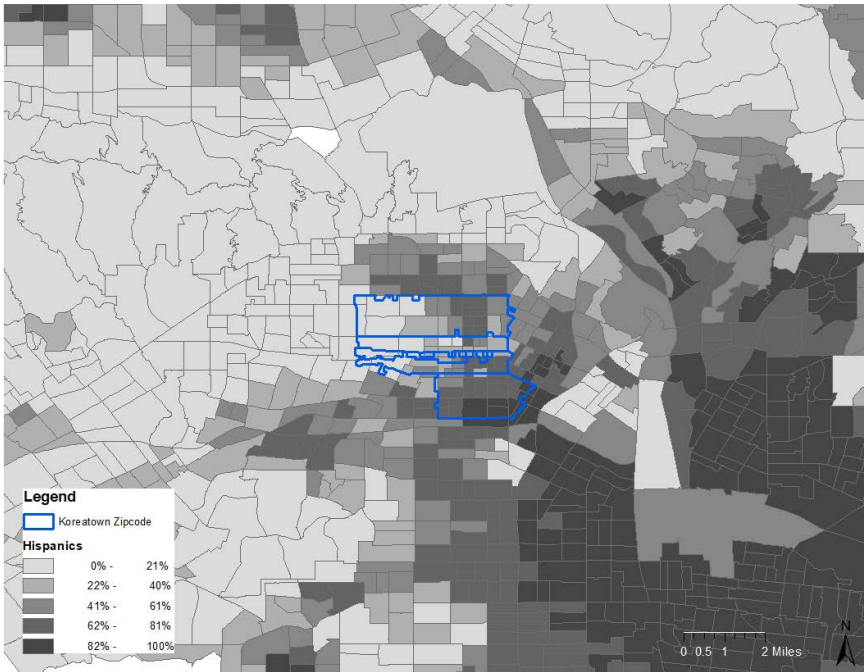 Legend
Koreatown Zipcode
Hispanics
0% - 21%
22% - 40%
41% - 61%
62% - 81%
82% - 100%
N
0 0.5 1 2 Miles